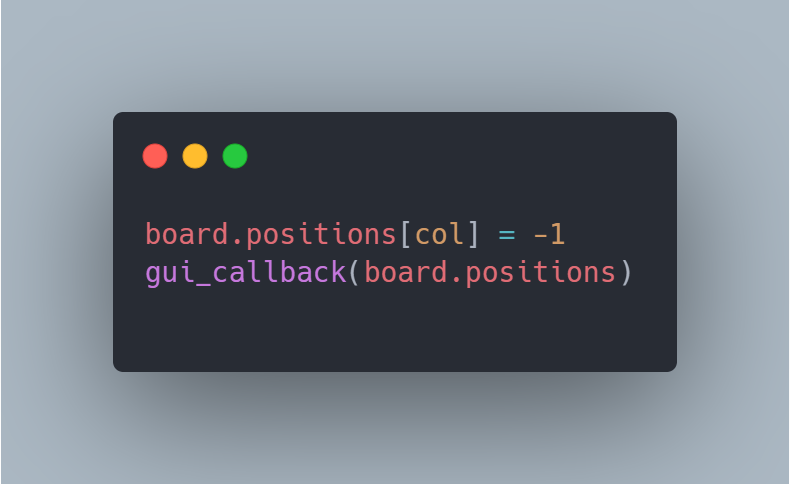 board.positions[col] = -1
gui_callback(board.positions)